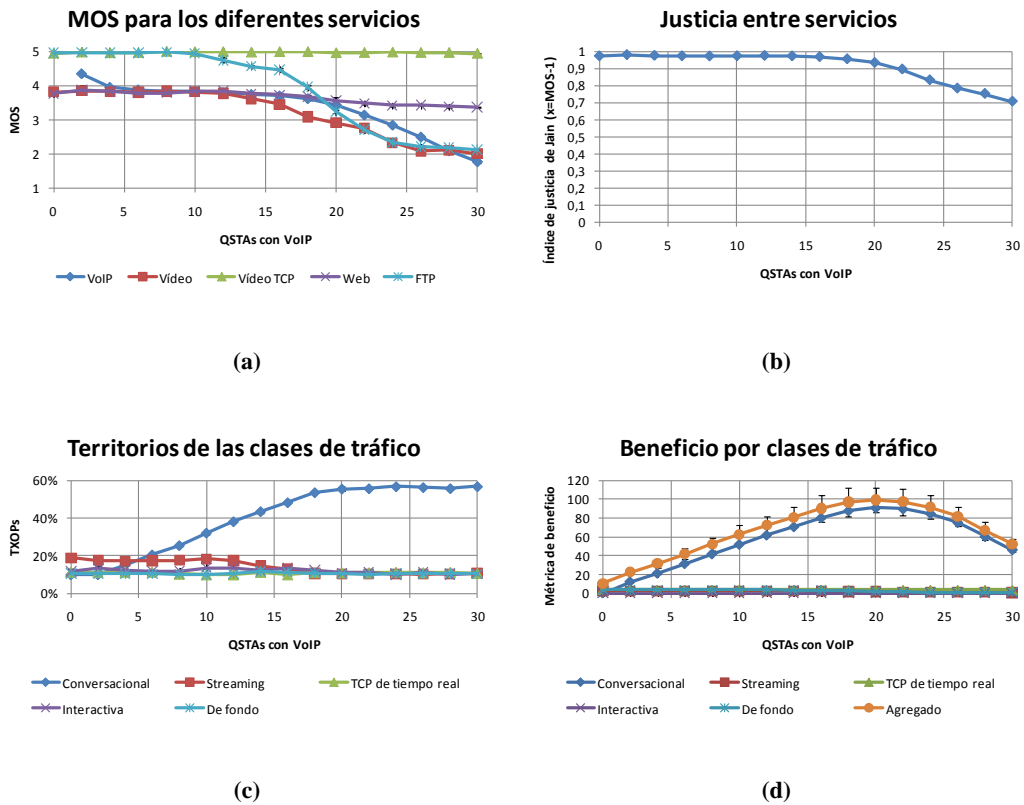 MOS para los diferentes servicios
5
4
3
2
1
MOS
0 5 10 15 20 25 30
QSTAs con VoIP
VoIP Vídeo Vídeo TCP Web FTP
(a)
Justicia entre servicios
1
0,9
0,8
0,7
0,6
0,5
0,4
0,3
0,2
0,1
0
Índice de justicia de Jain (x=MOS-1)
0 5 10 15 20 25 30
QSTAs con VoIP
(b)
Territorios de las clases de tráfico
60%
40%
20%
0%
TXOPs
0 5 10 15 20 25 30
QSTAs con VoIP
Conversacional Streaming TCP de tiempo real
Interactiva De fondo
(c)
Beneficio por clases de tráfico
120
100
80
60
40
20
0
Métrica de beneficio
0 5 10 15 20 25 30
QSTAs con VoIP
Conversacional Streaming TCP de tiempo real
Interactiva De fondo Agregado
(d)